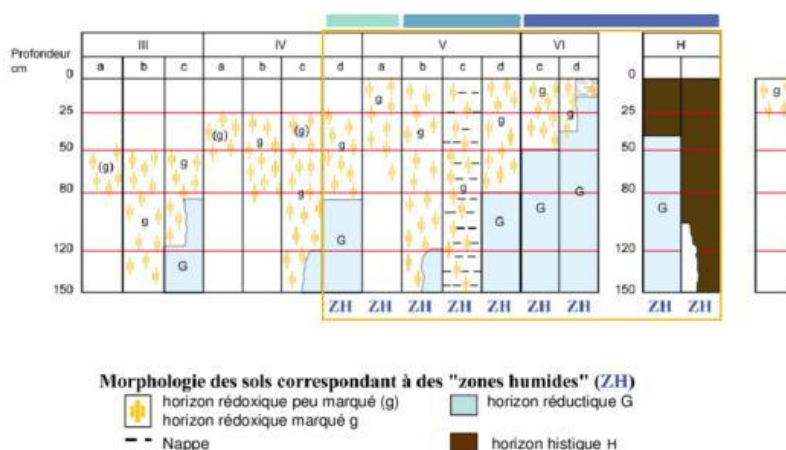 III IV V VI H
Profondeur
cm
a b c a b c d a b c d c d
0 0
25 25
50 50
80 80
120 120
150 150
(g) g g G (g) g (g) g g G g g g g G g G g G G g
ZH ZH ZH ZH ZH ZH ZH ZH ZH
Morphologie des sols correspondant à des "zones humides" (ZH)
horizon rédoxique peu marqué (g)
horizon rédoxique marqué g
Nappe
horizon réductique G
horizon histique H